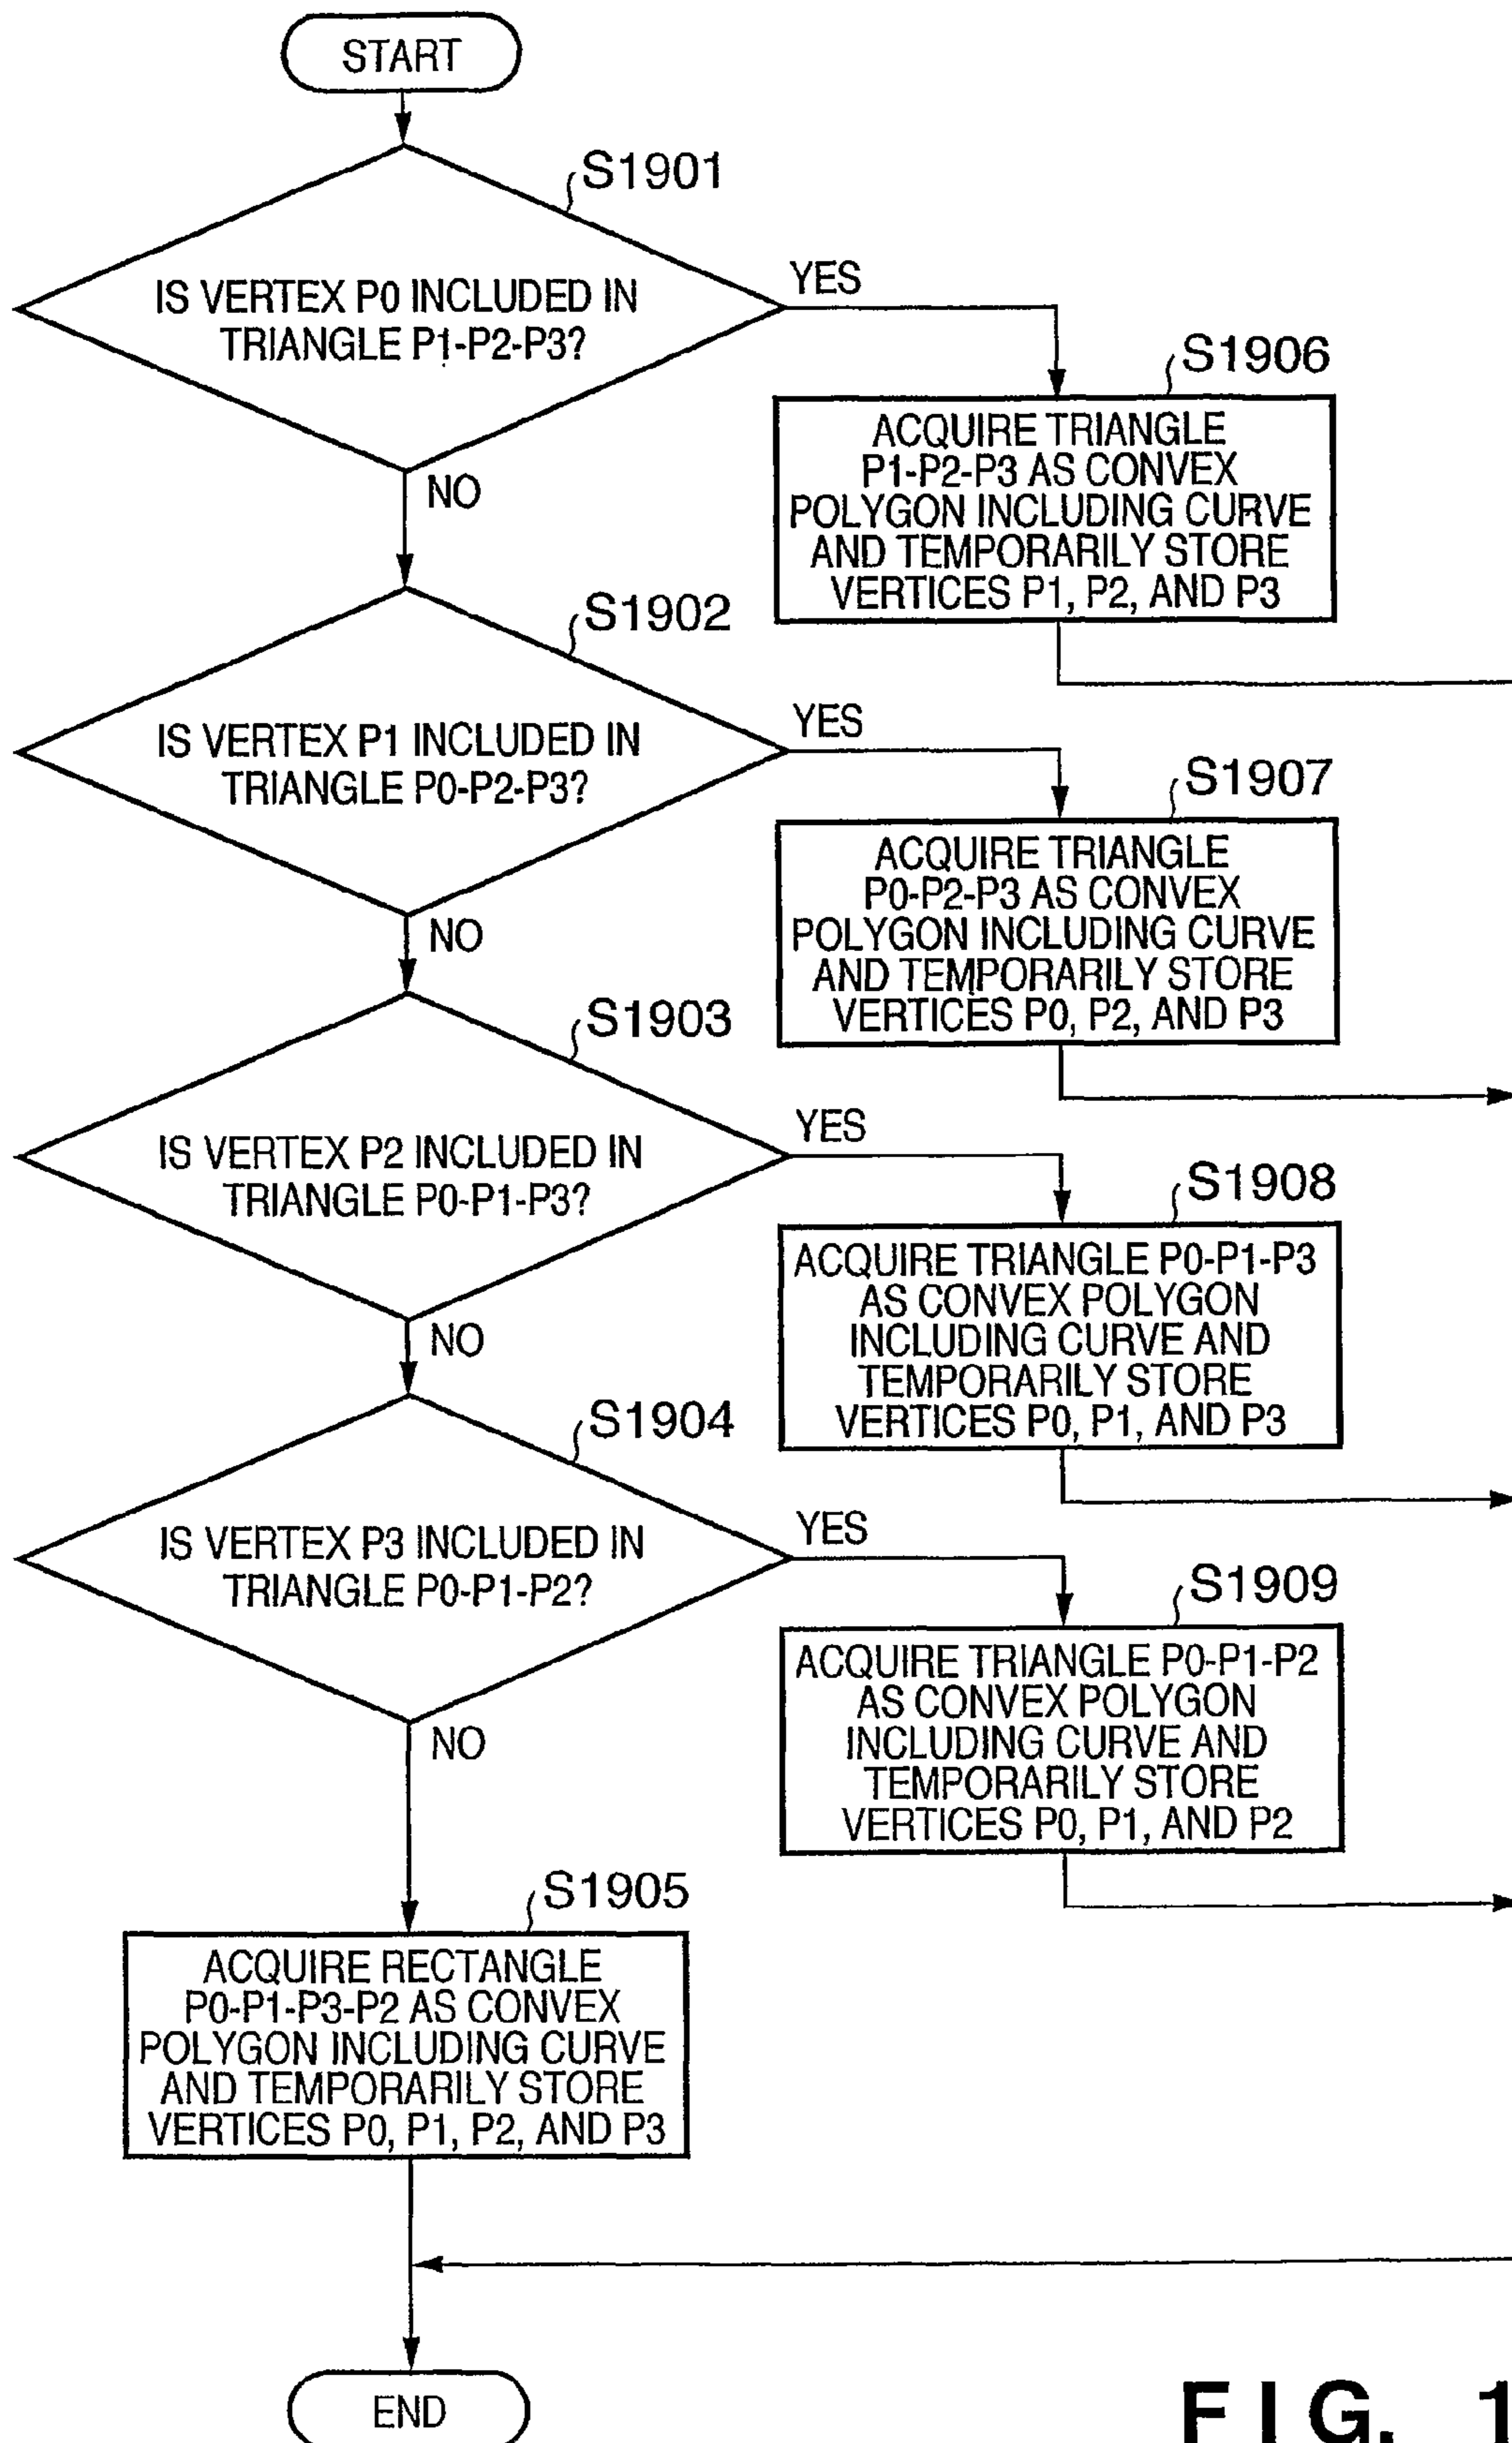 START
S1901
IS VERTEX P0 INCLUDED IN
TRIANGLE P1-P2-P3?
YES
NO
S1906
ACQUIRE TRIANGLE
P1-P2-P3 AS CONVEX
POLYGON INCLUDING CURVE
AND TEMPORARILY STORE
VERTICES P1, P2, AND P3
S1902
IS VERTEX P1 INCLUDED IN
TRIANGLE P0-P2-P3?
YES
NO
S1907
ACQUIRE TRIANGLE
P0-P2-P3 AS CONVEX
POLYGON INCLUDING CURVE
AND TEMPORARILY STORE
VERTICES P0, P2, AND P3
S1903
IS VERTEX P2 INCLUDED IN
TRIANGLE P0-P1-P3?
YES
NO
S1908
ACQUIRE TRIANGLE P0-P1-P3
AS CONVEX POLYGON
INCLUDING CURVE AND
TEMPORARILY STORE
VERTICES P0, P1, AND P3
S1904
IS VERTEX P3 INCLUDED IN
TRIANGLE P0-P1-P2?
YES
NO
S1909
ACQUIRE TRIANGLE P0-P1-P2
AS CONVEX POLYGON
INCLUDING CURVE AND
TEMPORARILY STORE
VERTICES P0, P1, AND P2
S1905
ACQUIRE RECTANGLE
P0-P1-P3-P2 AS CONVEX
POLYGON INCLUDING CURVE
AND TEMPORARILY STORE
VERTICES P0, P1, P2, AND P3
END
FIG. 1